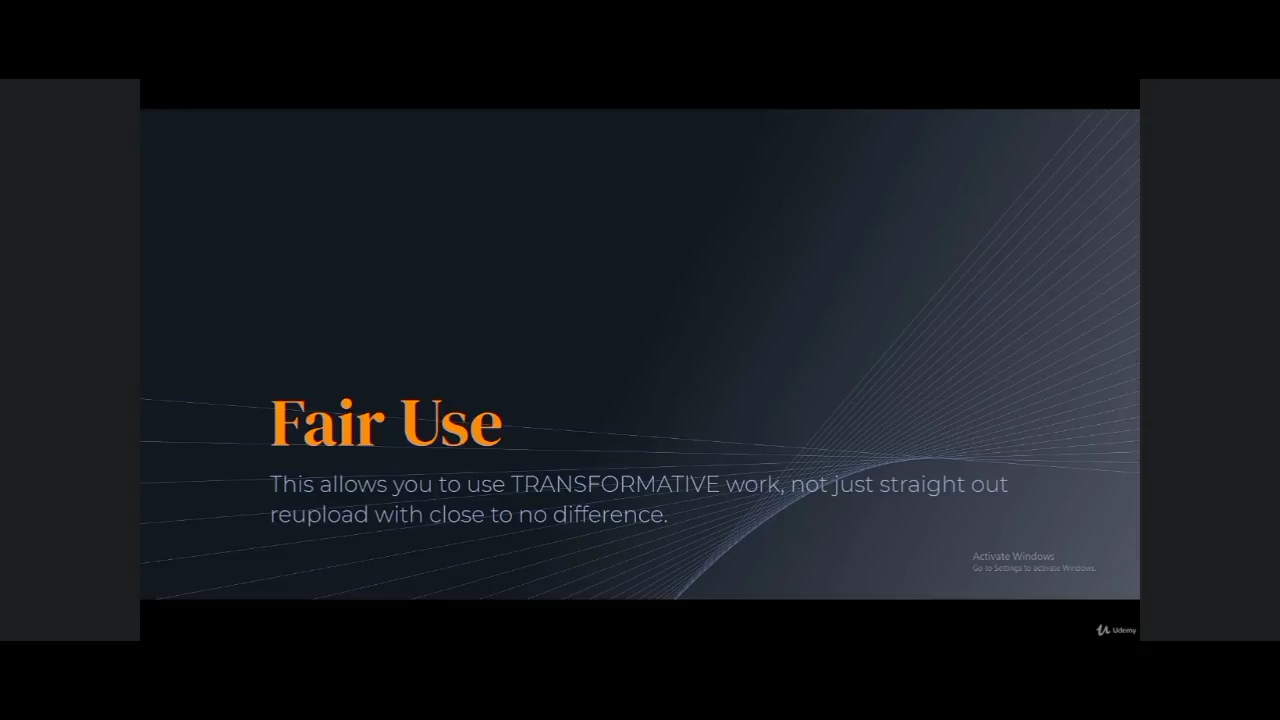 Fair Use
This allows you to use TRANSFORMATIVE work, not just straight out
reupload with close to no difference.
Activate Windows
Go to Settings to activate Windows.
Udemy